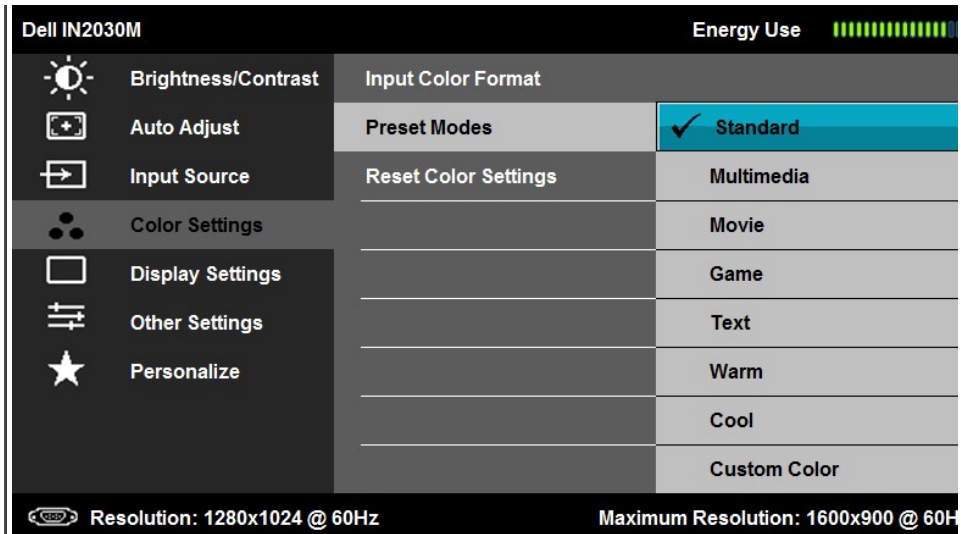 Dell IN2030M Energy Use
Brightness/Contrast Input Color Format
Auto Adjust Preset Modes Standard
Input Source Reset Color Settings Multimedia
Color Settings Movie
Display Settings Game
Other Settings Text
Personalize Warm
Cool
Custom Color
Resolution: 1280x1024 @ 60Hz Maximum Resolution: 1600x900 @ 60H